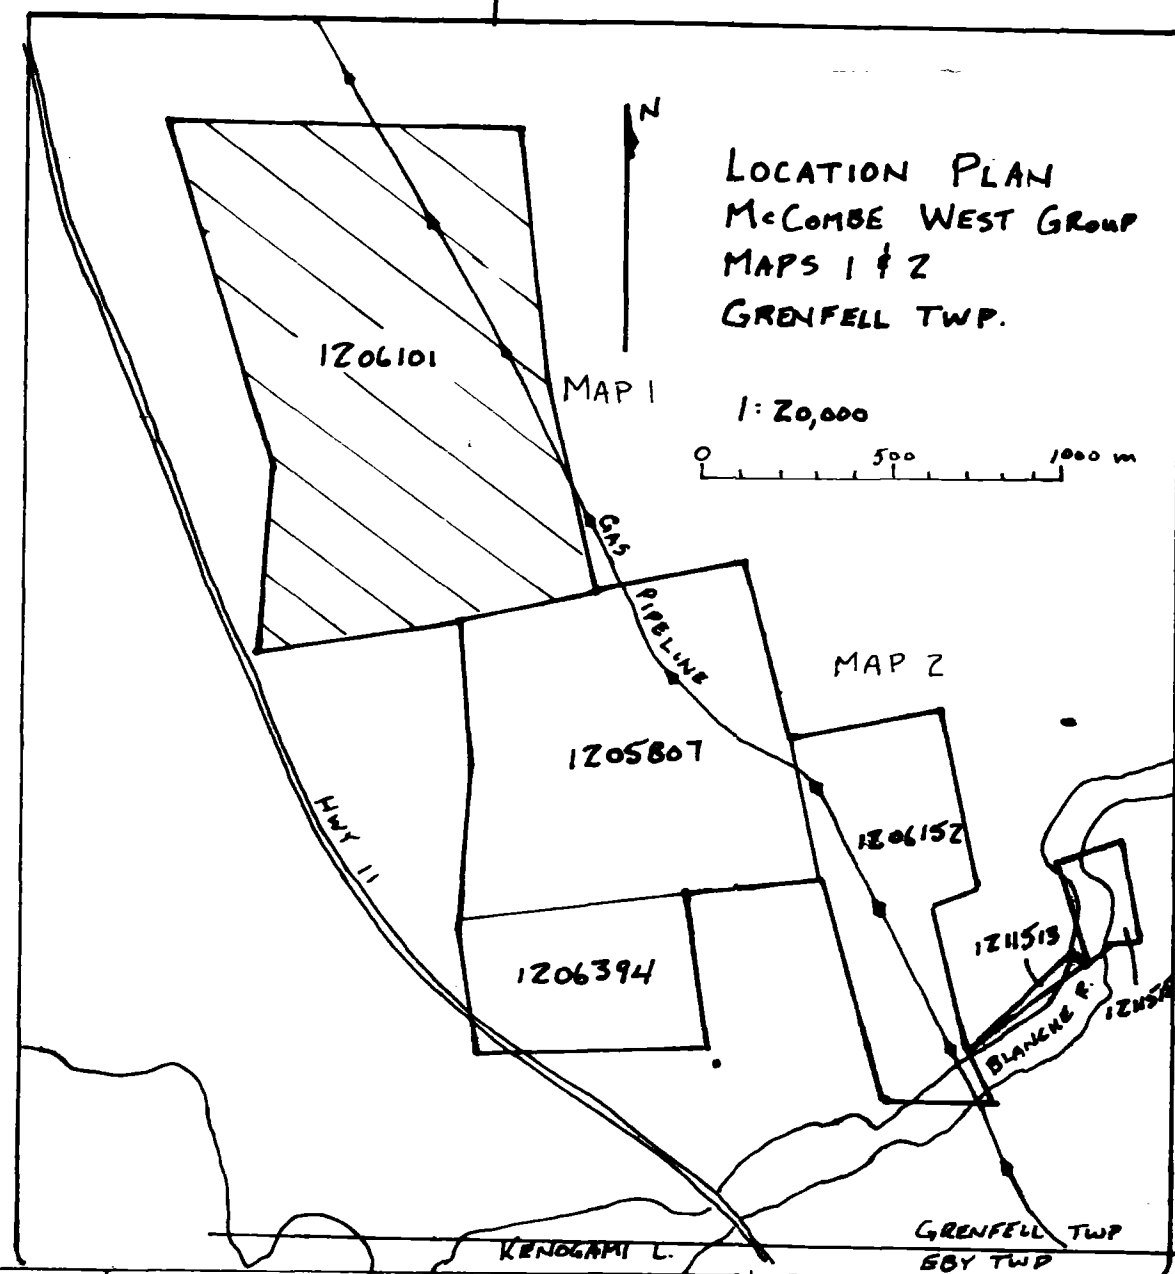 N
LOCATION PLAN
McCOMBE WEST GROUP
MAPS 1 & 2
GRENFELL TWP.
1206101
MAP 1
1: 20,000
0 500 1000 m
GAS PIPELINE
MAP 2
1205807
HWY 11
1206152
1211513
1206394
BLANCHE R.
GRENFELL TWP
KENOGAMI L.
EBY TWP